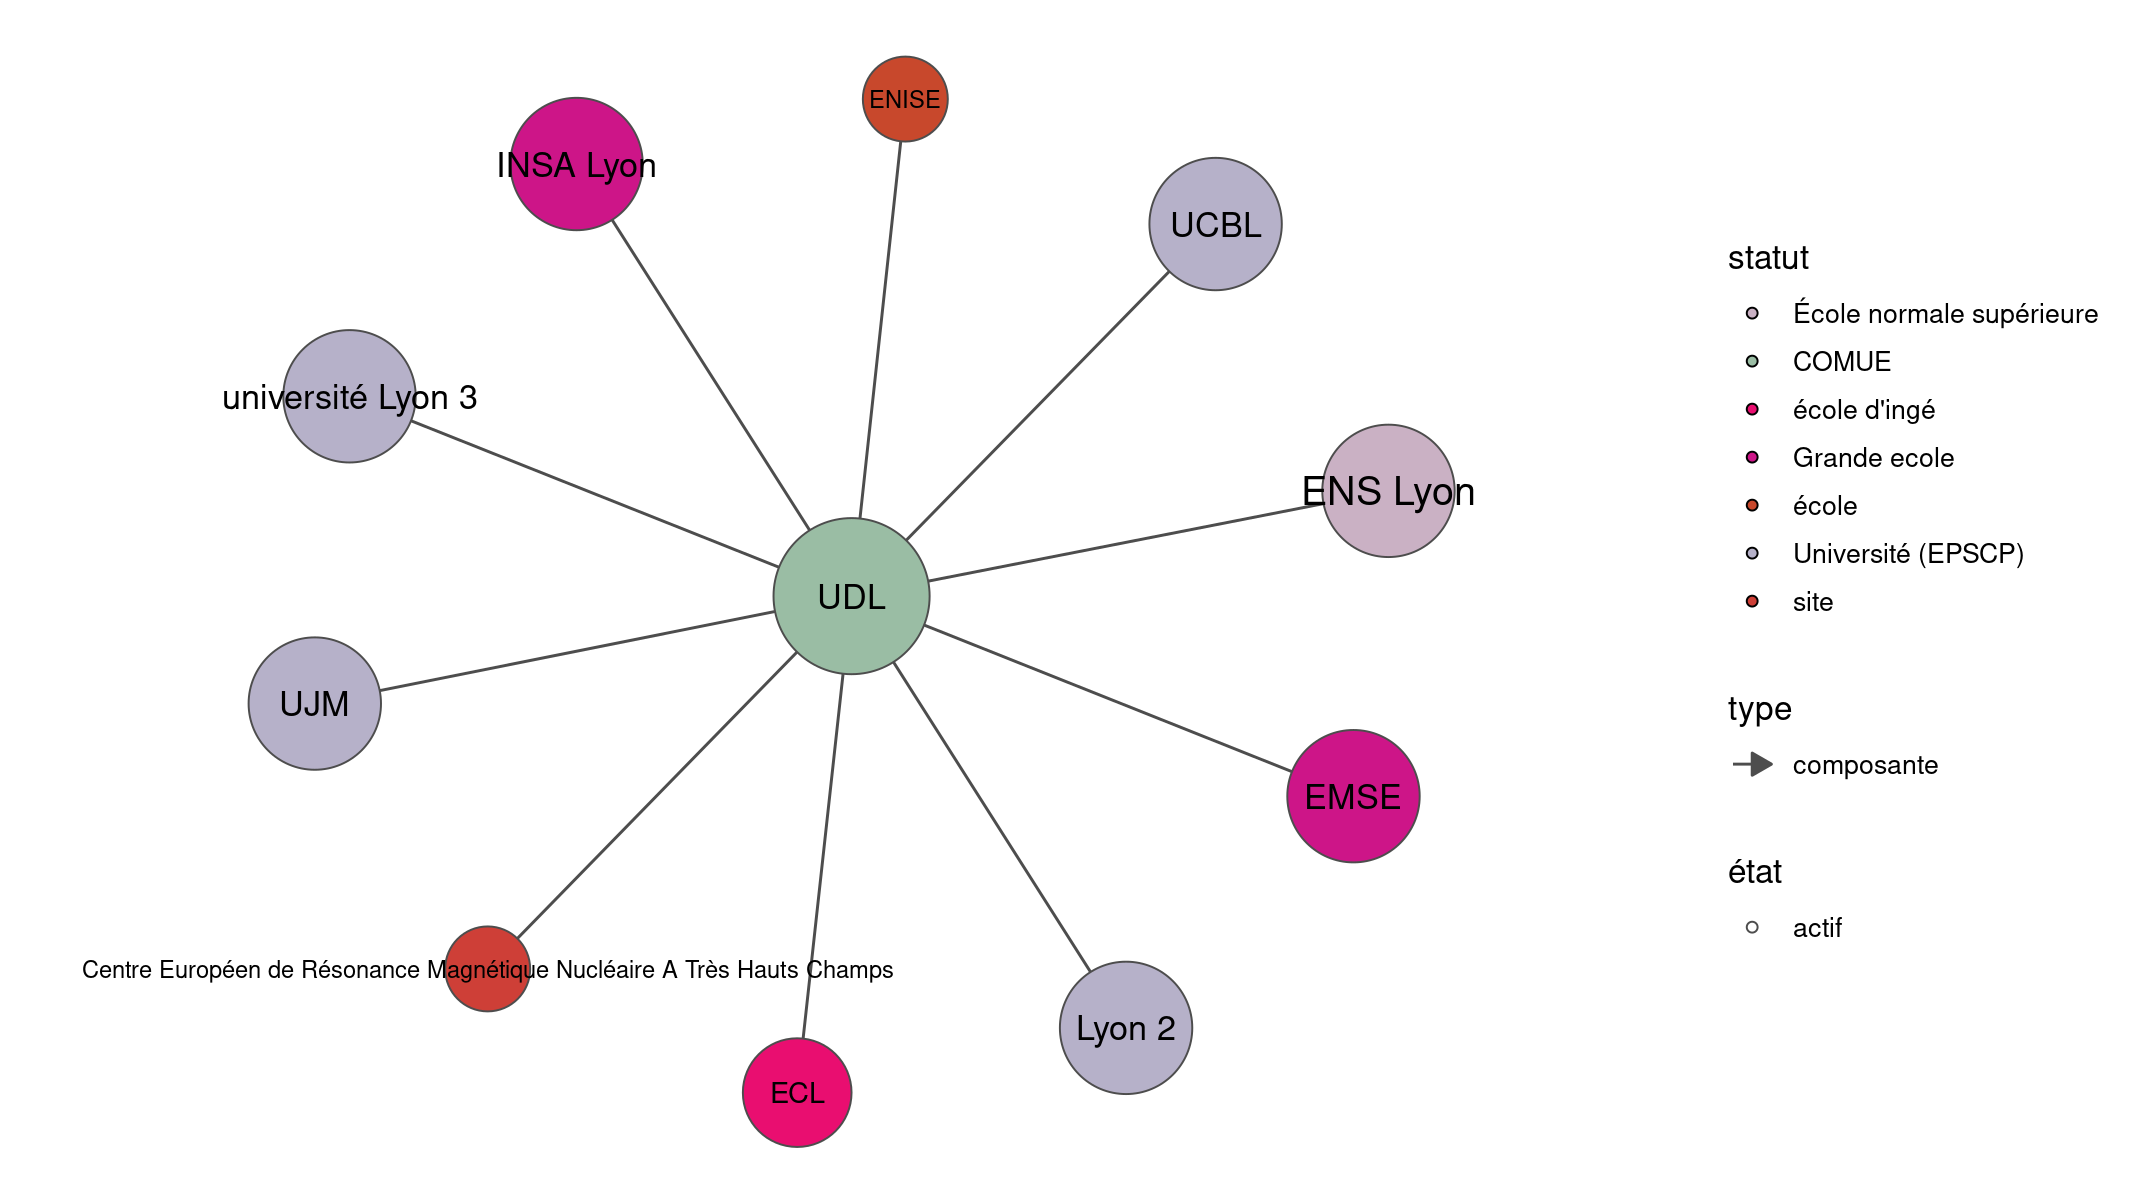 ENISE
INSA Lyon
UCBL
université Lyon 3
ENS Lyon
UDL
UJM
EMSE
Centre Européen de Résonance Magnétique Nucléaire A Très Hauts Champs
Lyon 2
ECL
statut
École normale supérieure
COMUE
école d'ingé
Grande ecole
école
Université (EPSCP)
site
type
composante
état
actif